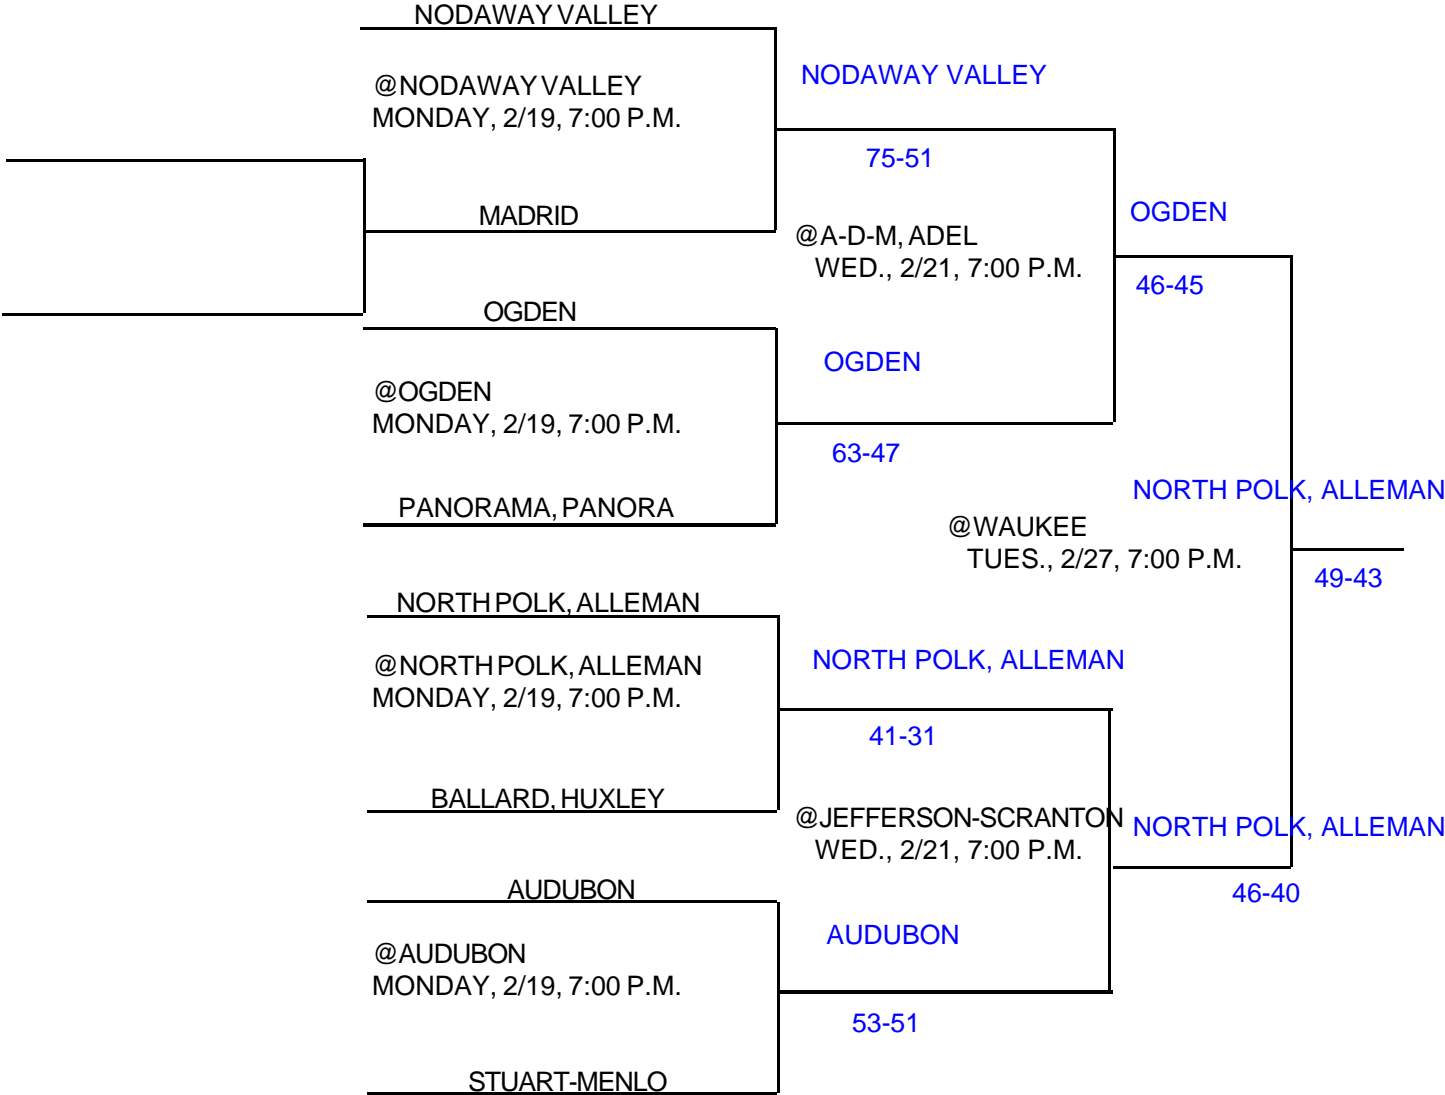 NODAWAY VALLEY
@NODAWAY VALLEY
MONDAY, 2/19, 7:00 P.M.
NODAWAY VALLEY
75-51
MADRID
@A-D-M, ADEL
WED., 2/21, 7:00 P.M.
OGDEN
46-45
OGDEN
@OGDEN
MONDAY, 2/19, 7:00 P.M.
OGDEN
63-47
PANORAMA, PANORA
@WAUKEE
TUES., 2/27, 7:00 P.M.
NORTH POLK, ALLEMAN
49-43
NORTH POLK, ALLEMAN
@NORTH POLK, ALLEMAN
MONDAY, 2/19, 7:00 P.M.
NORTH POLK, ALLEMAN
41-31
BALLARD, HUXLEY
@JEFFERSON-SCRANTON
WED., 2/21, 7:00 P.M.
NORTH POLK, ALLEMAN
46-40
AUDUBON
@AUDUBON
MONDAY, 2/19, 7:00 P.M.
AUDUBON
53-51
STUART-MENLO